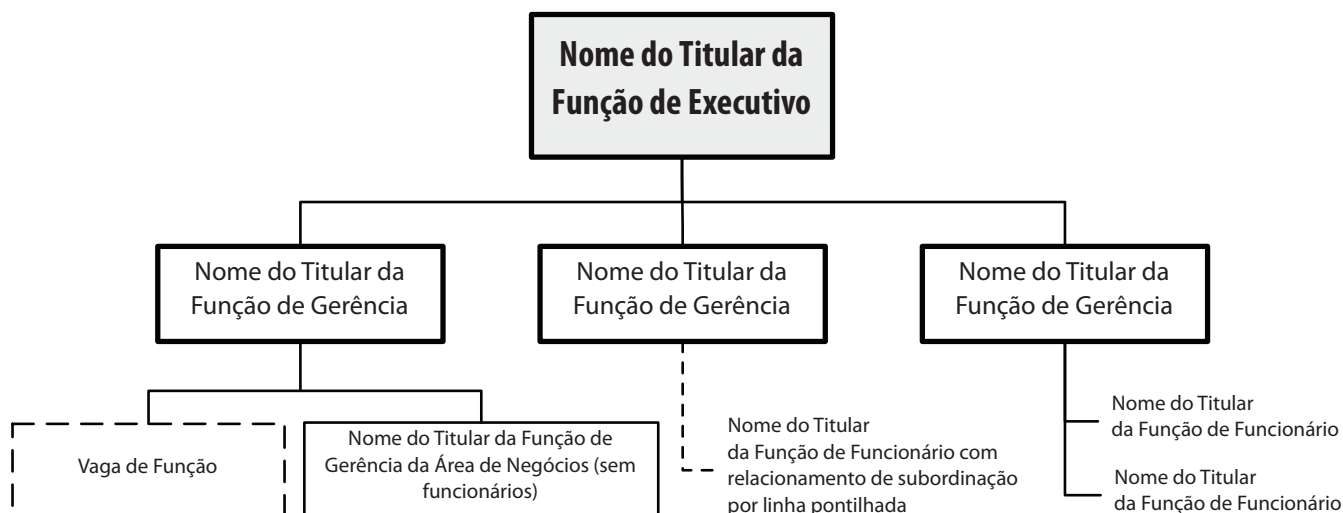 Nome do Titular da
Função de Executivo
Nome do Titular da
Função de Gerência
Nome do Titular da
Função de Gerência
Nome do Titular da
Função de Gerência
Vaga de Função
Nome do Titular da Função de
Gerência da Área de Negócios (sem
funcionários)
Nome do Titular
da Função de Funcionário com
relacionamento de subordinação
por linha pontilhada
Nome do Titular
da Função de Funcionário
Nome do Titular
da Função de Funcionário